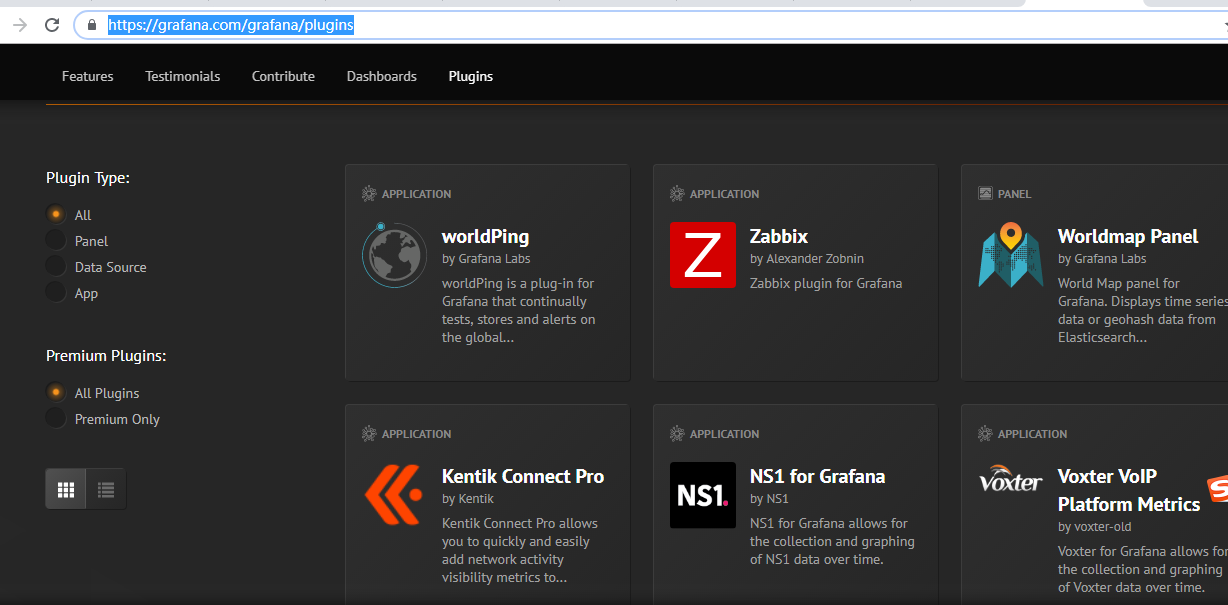 https://grafana.com/grafana/plugins
Features Testimonials Contribute Dashboards Plugins
Plugin Type:
All
Panel
Data Source
App
Premium Plugins:
All Plugins
Premium Only
APPLICATION
worldPing
by Grafana Labs
worldPing is a plug-in for
Grafana that continually
tests, stores and alerts on
the global...
APPLICATION
Z
Zabbix
by Alexander Zobnin
Zabbix plugin for Grafana
PANEL
Worldmap Panel
by Grafana Labs
World Map panel for
Grafana. Displays time series
data or geohash data from
Elasticsearch...
APPLICATION
Kentik Connect Pro
by Kentik
Kentik Connect Pro allows
you to quickly and easily
add network activity
visibility metrics to...
APPLICATION
NS1.
NS1 for Grafana
by NS1
NS1 for Grafana allows for
the collection and graphing
of NS1 data over time.
APPLICATION
Voxter
Voxter VoIP
Platform Metrics
by voxter-old
Voxter for Grafana allows for
the collection and graphing
of Voxter data over time.